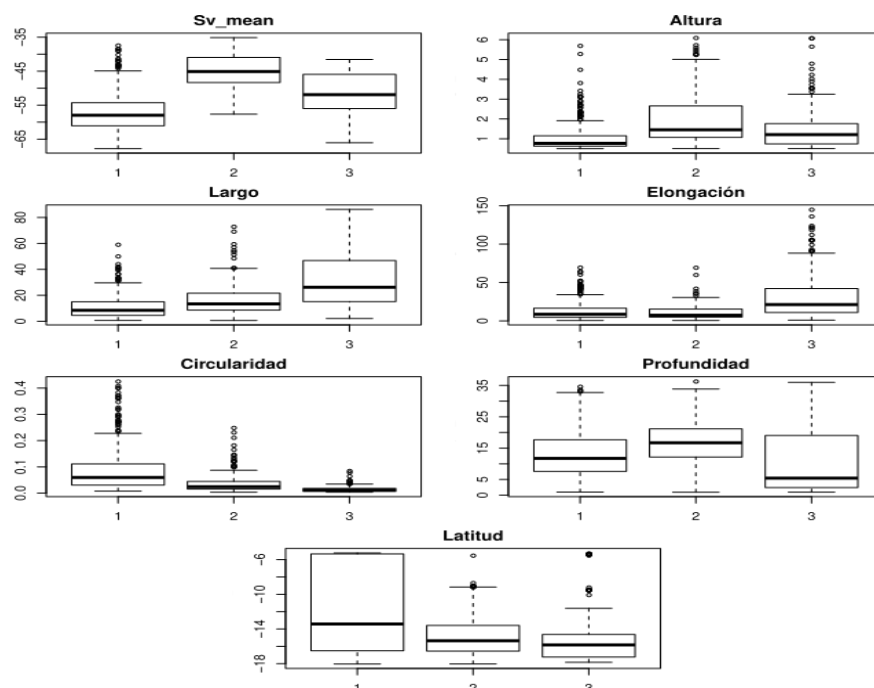 Sv_mean
−35
−45
−55
−65
1 2 3
Altura
6
5
4
3
2
1
1 2 3
Largo
80
60
40
20
0
1 2 3
Elongación
150
100
50
0
1 2 3
Circularidad
0.4
0.3
0.2
0.1
0.0
1 2 3
Profundidad
35
25
15
5
0
1 2 3
Latitud
−6
−10
−14
−18
1 2 3